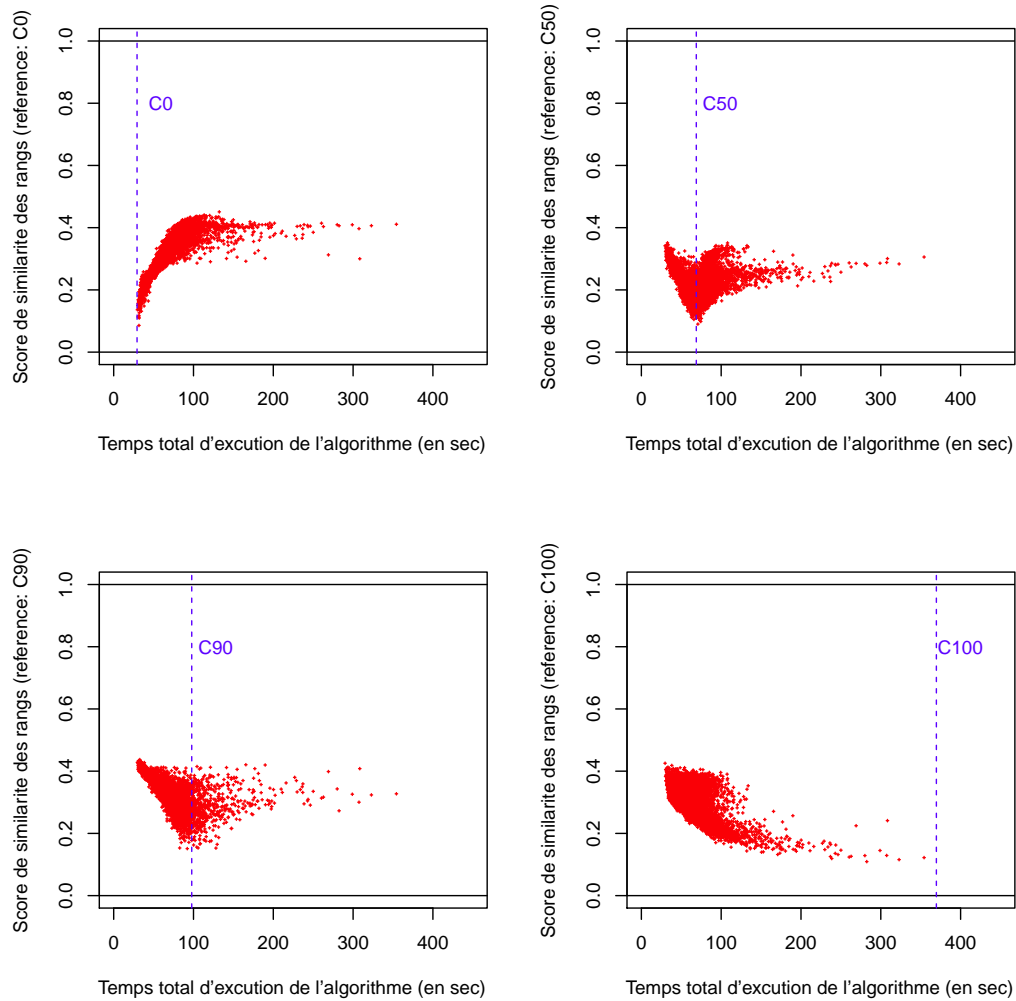 Score de similarite des rangs (reference: C0)
1.0
0.8
0.6
0.4
0.2
0.0
C0
0 100 200 300 400
Temps total d'excution de l'algorithme (en sec)
Score de similarite des rangs (reference: C50)
1.0
0.8
0.6
0.4
0.2
0.0
C50
0 100 200 300 400
Temps total d'excution de l'algorithme (en sec)
Score de similarite des rangs (reference: C90)
1.0
0.8
0.6
0.4
0.2
0.0
C90
0 100 200 300 400
Temps total d'excution de l'algorithme (en sec)
Score de similarite des rangs (reference: C100)
1.0
0.8
0.6
0.4
0.2
0.0
C100
0 100 200 300 400
Temps total d'excution de l'algorithme (en sec)